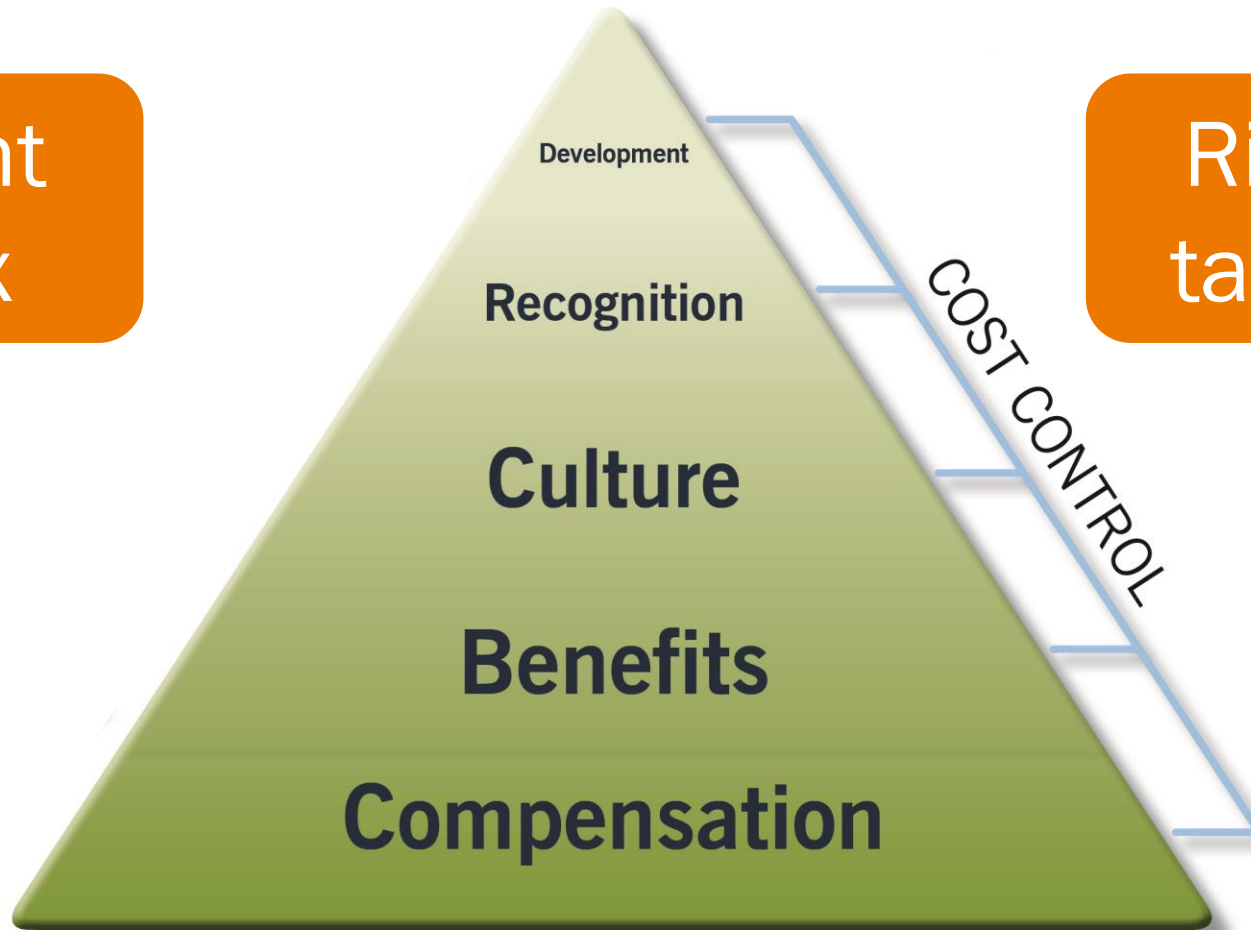 Development
Recognition
Culture
Benefits
Compensation
COST CONTROL